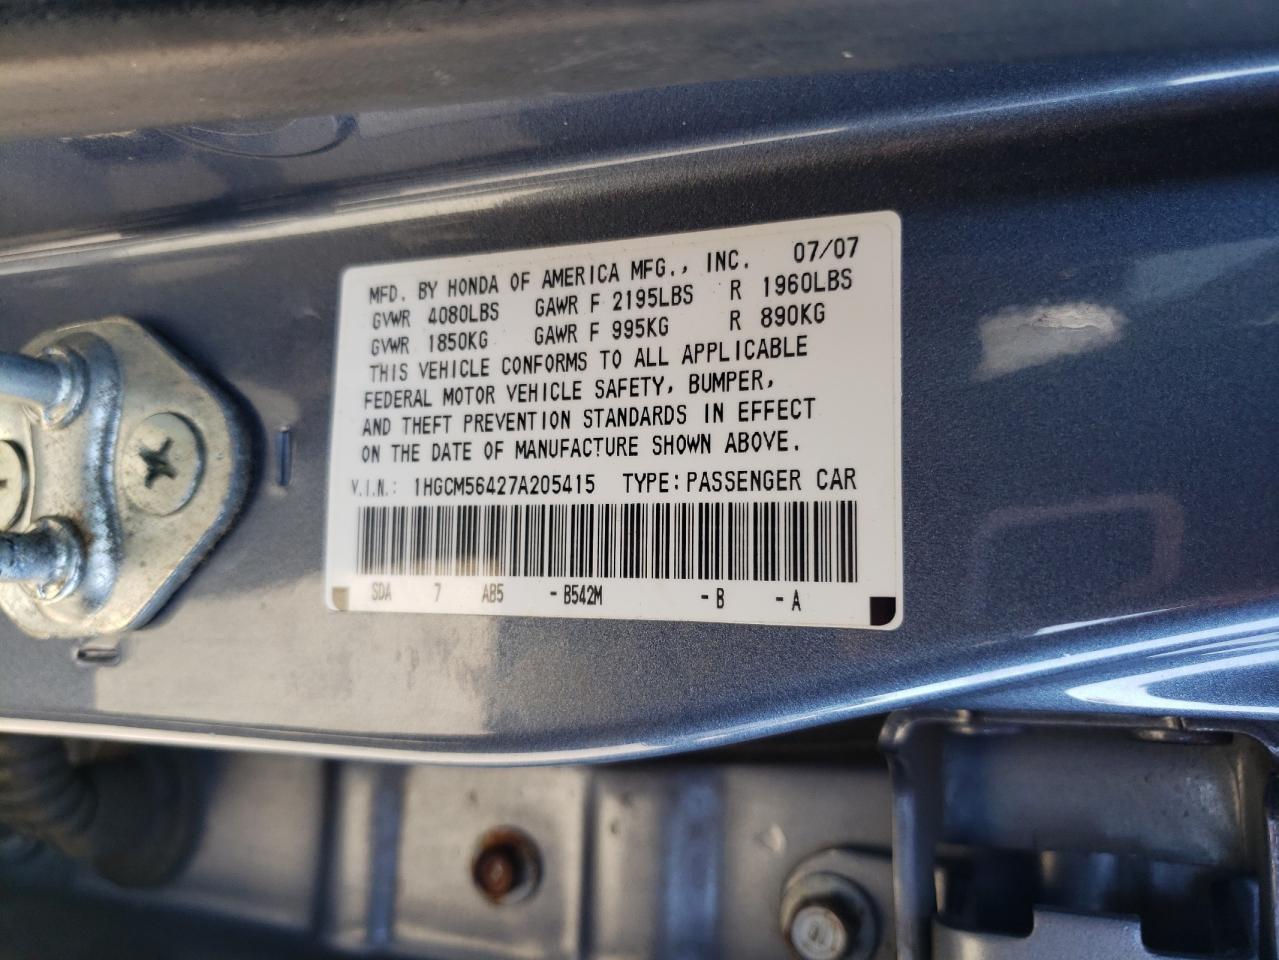 MFD. BY HONDA OF AMERICA MFG., INC. 07/07
GVWR 4080LBS GAWR F 2195LBS R 1960LBS
GVWR 1850KG GAWR F 995KG R 890KG
THIS VEHICLE CONFORMS TO ALL APPLICABLE
FEDERAL MOTOR VEHICLE SAFETY, BUMPER,
AND THEFT PREVENTION STANDARDS IN EFFECT
ON THE DATE OF MANUFACTURE SHOWN ABOVE.
V.I.N.: 1HGCM56427A205415 TYPE:PASSENGER CAR
SDA 7 AB5 -B542M -B -A